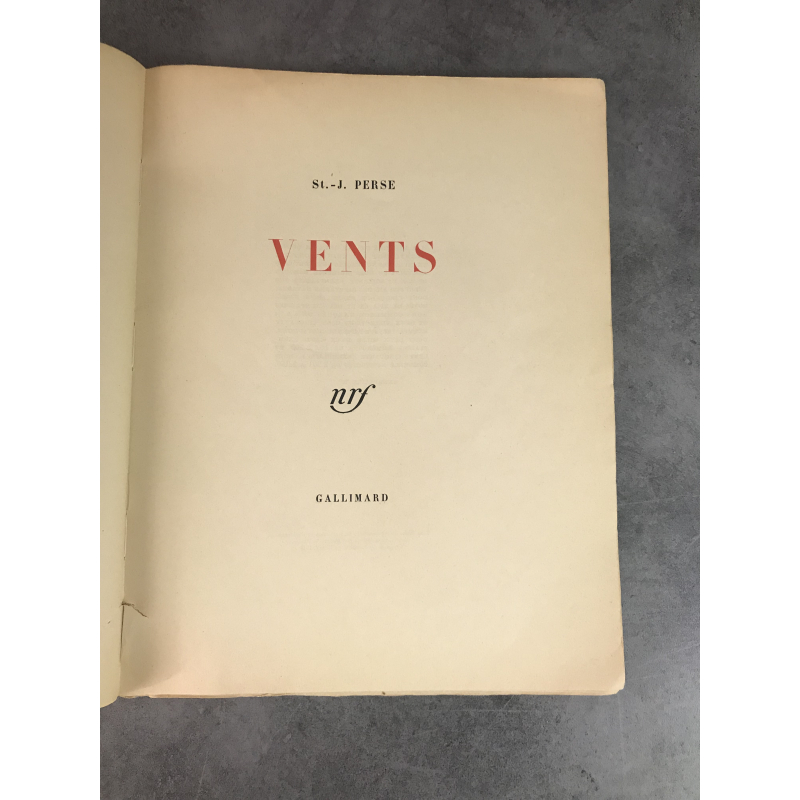 St.-J. PERSE
VENTS
nrf
GALLIMARD